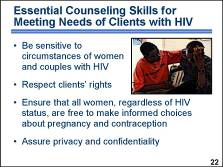 Essential Counseling Skills for
Meeting Needs of Clients with HIV
• Be sensitive to
circumstances of women
and couples with HIV
• Respect clients' rights
• Ensure that all women, regardless of HIV
status, are free to make informed choices
about pregnancy and contraception
• Assure privacy and confidentiality
22